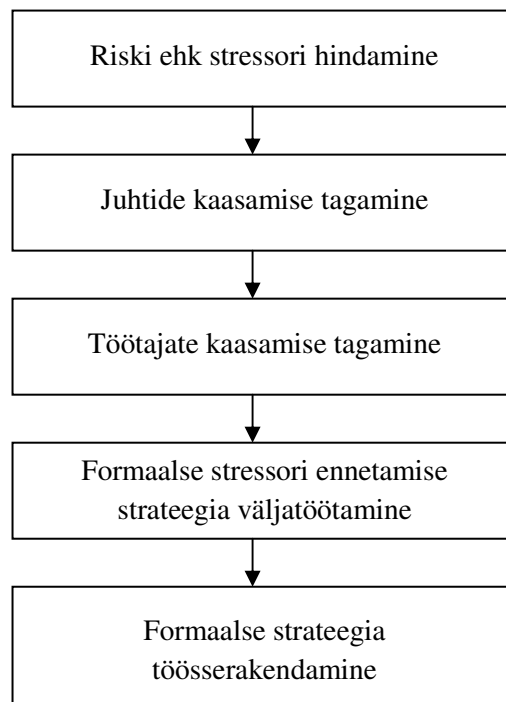 Riski ehk stressori hindamine
Juhtide kaasamise tagamine
Töötajate kaasamise tagamine
Formaalse stressori ennetamise
strateegia väljatöötamine
Formaalse strateegia
töösserakendamine